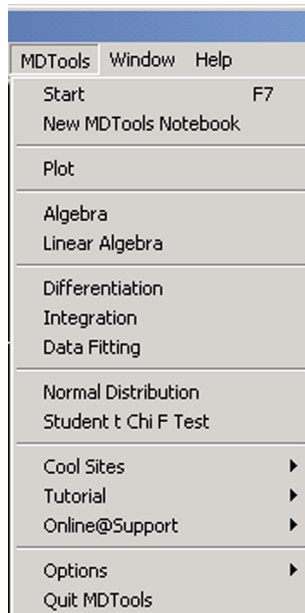 MDTools Window Help
Start F7
New MDTools Notebook
Plot
Algebra
Linear Algebra
Differentiation
Integration
Data Fitting
Normal Distribution
Student t Chi F Test
Cool Sites
Tutorial
Online@Support
Options
Quit MDTools